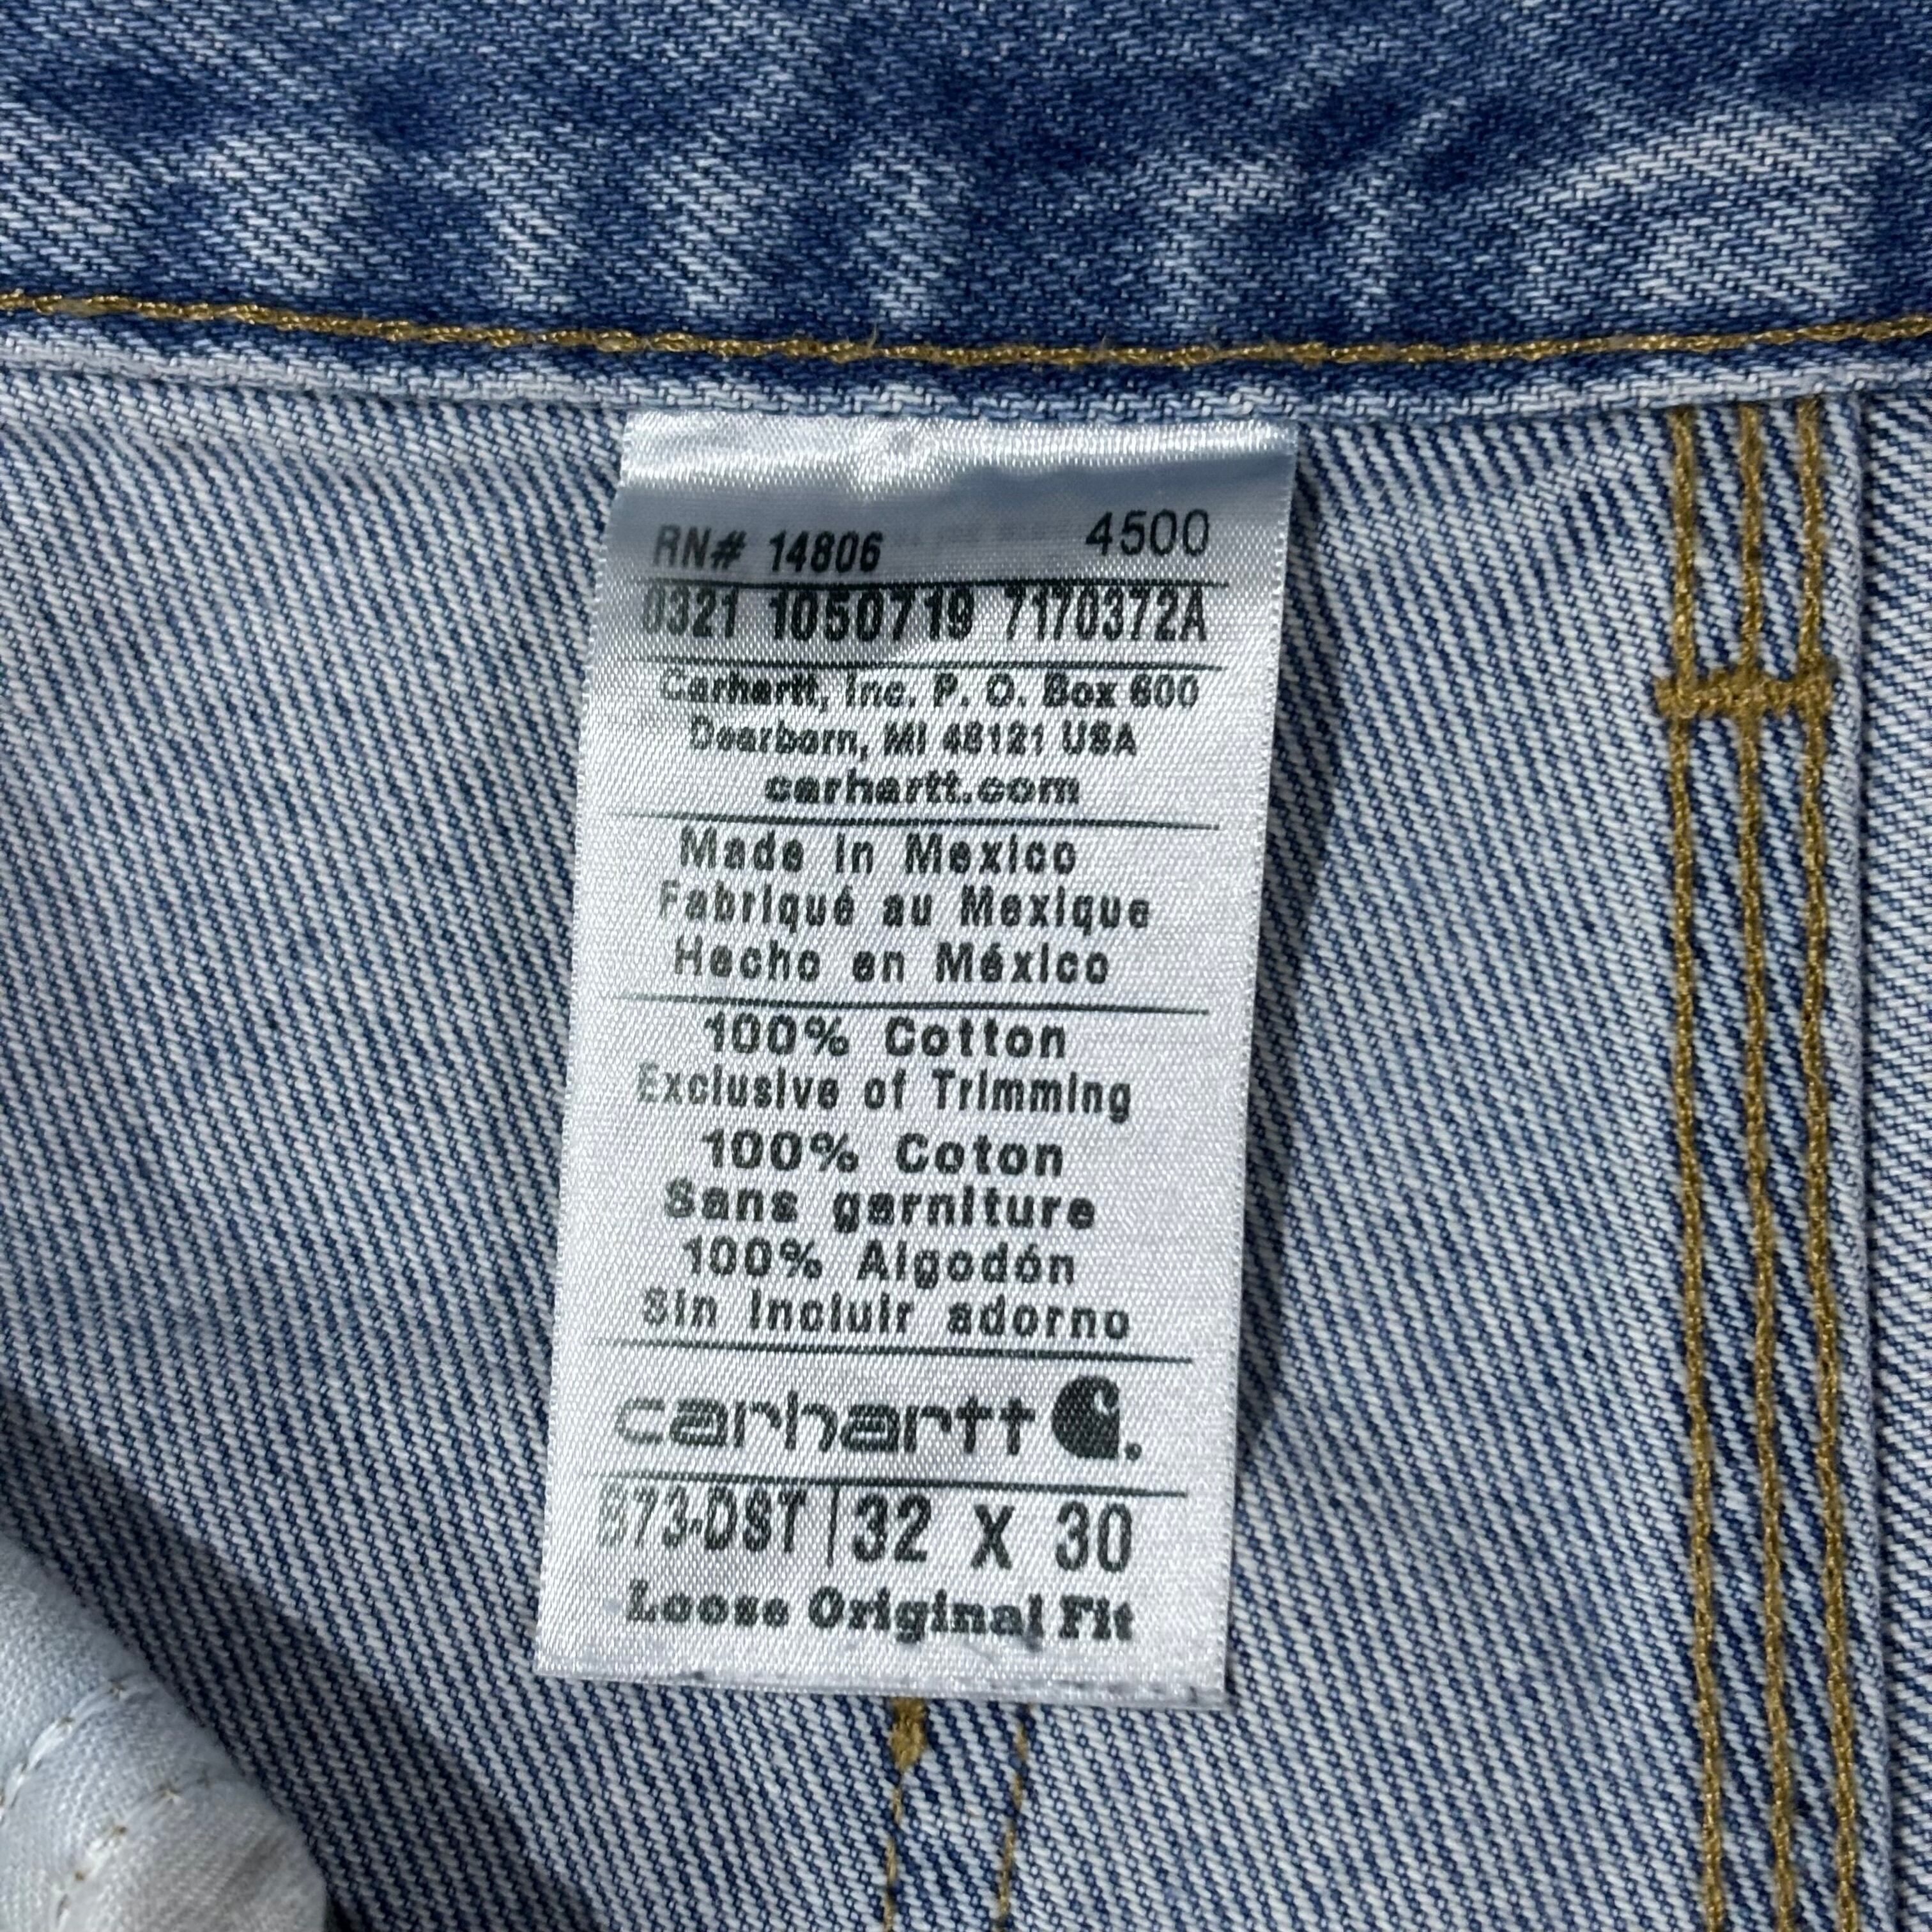 RN# 14806 4500
0321 1050719 7170372A
Carhartt, Inc. P. O. Box 600
Dearborn, MI 48121 USA
carhartt.com
Made in Mexico
Fabriqué au Mexique
Hecho en México
100% Cotton
Exclusive of Trimming
100% Coton
Sans garniture
100% Algodón
Sin incluir adorno
carhartt
B73-DST | 32 X 30
Loose Original Fit